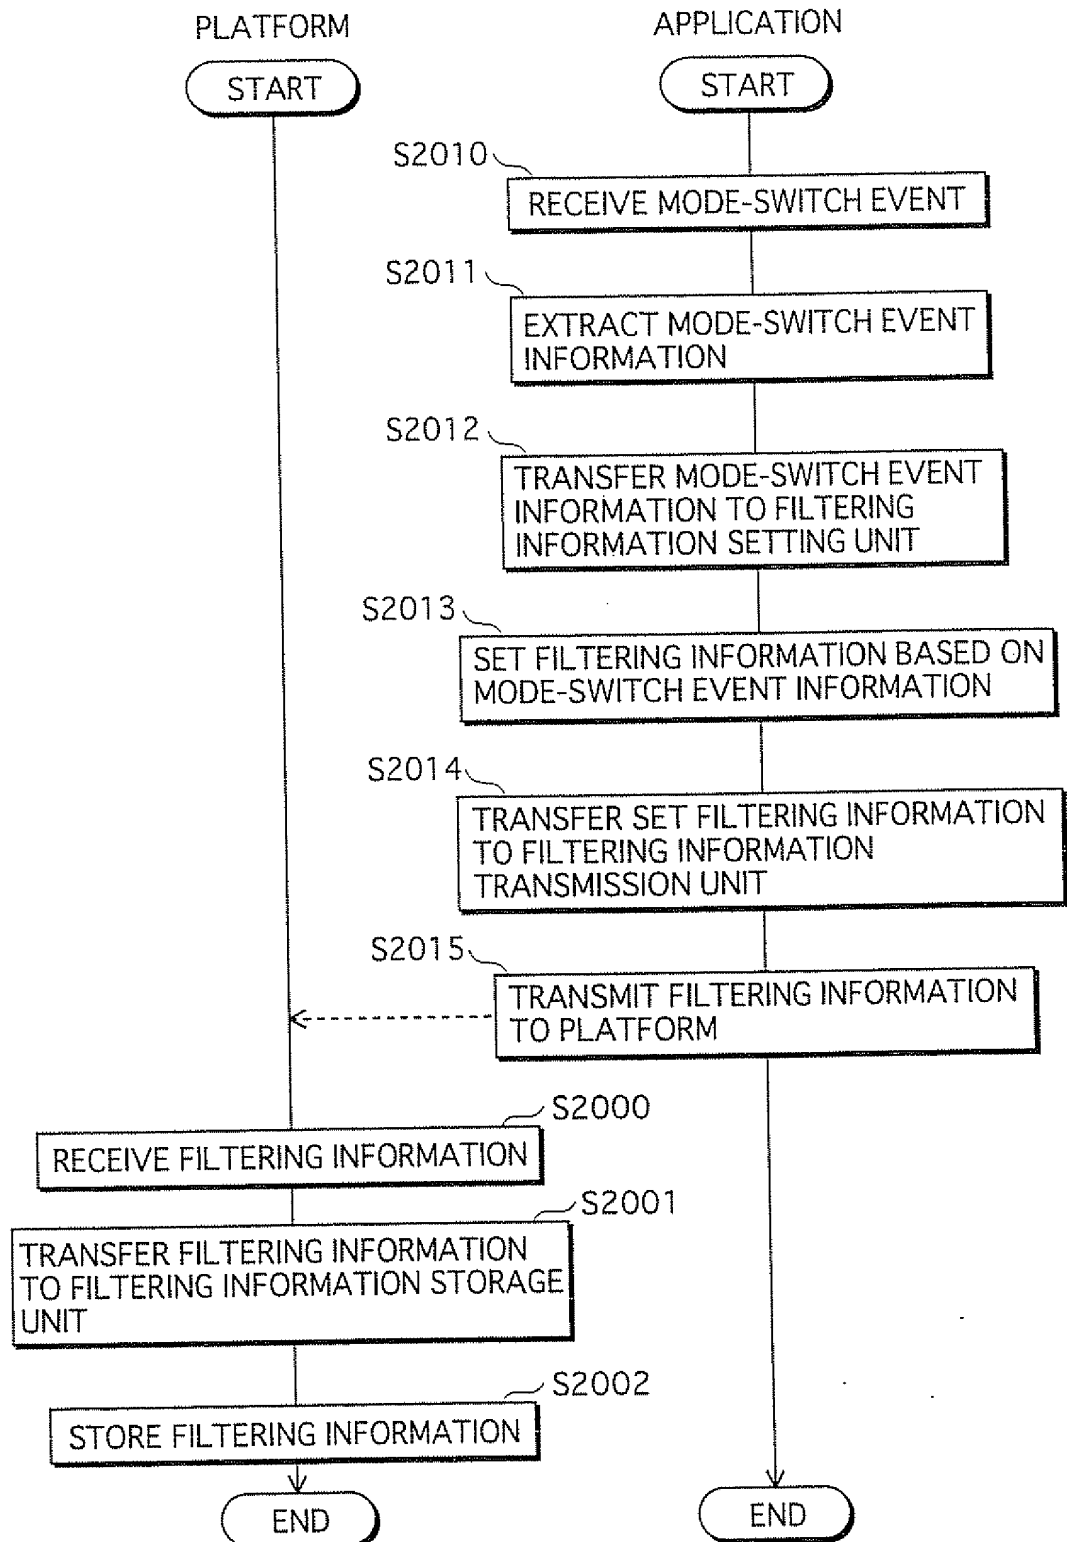 PLATFORM
APPLICATION
START
START
S2010
RECEIVE MODE-SWITCH EVENT
S2011
EXTRACT MODE-SWITCH EVENT
INFORMATION
S2012
TRANSFER MODE-SWITCH EVENT
INFORMATION TO FILTERING
INFORMATION SETTING UNIT
S2013
SET FILTERING INFORMATION BASED ON
MODE-SWITCH EVENT INFORMATION
S2014
TRANSFER SET FILTERING INFORMATION
TO FILTERING INFORMATION
TRANSMISSION UNIT
S2015
TRANSMIT FILTERING INFORMATION
TO PLATFORM
S2000
RECEIVE FILTERING INFORMATION
S2001
TRANSFER FILTERING INFORMATION
TO FILTERING INFORMATION STORAGE
UNIT
S2002
STORE FILTERING INFORMATION
END
END